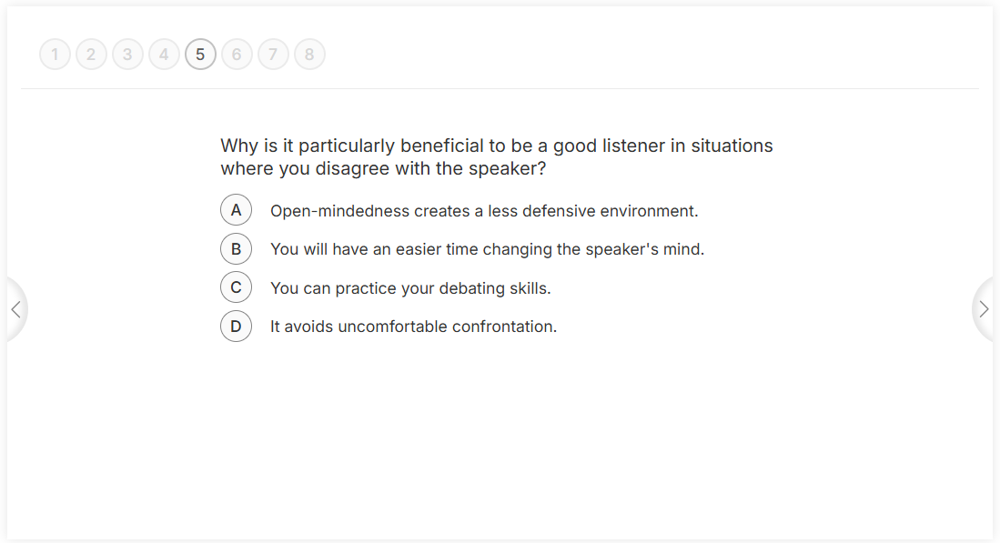 1 2 3 4 5 6 7 8
Why is it particularly beneficial to be a good listener in situations
where you disagree with the speaker?
A Open-mindedness creates a less defensive environment.
B You will have an easier time changing the speaker's mind.
C You can practice your debating skills.
D It avoids uncomfortable confrontation.